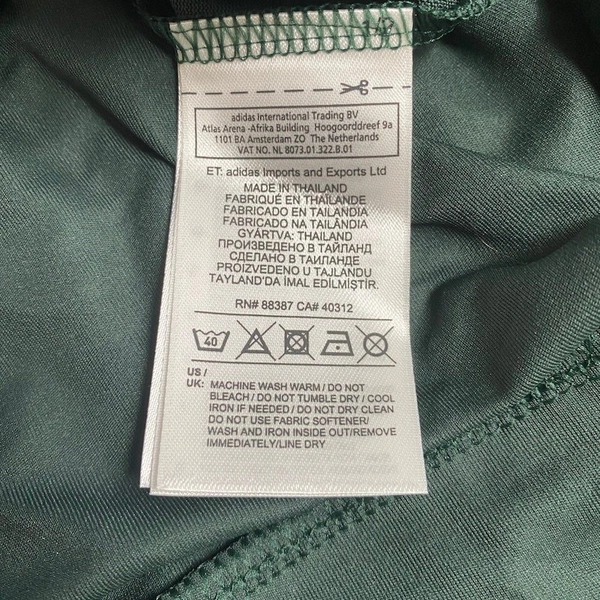 adidas International Trading BV
Atlas Arena -Afrika Building Hoogoorddreef 9a
1101 BA Amsterdam ZO The Netherlands
VAT NO. NL 8073.01.322.B.01
ET: adidas Imports and Exports Ltd
MADE IN THAILAND
FABRIQUÉ EN THAÏLANDE
FABRICADO EN TAILANDIA
FABRICADO NA TAILÂNDIA
GYÁRTVA: THAILAND
ПРОИЗВЕДЕНО В ТАЙЛАНД
СДЕЛАНО В ТАИЛАНДЕ
PROIZVEDENO U TAJLANDU
TAYLAND'DA İMAL EDİLMİŞTİR.
RN# 88387 CA# 40312
40
US /
UK: MACHINE WASH WARM / DO NOT
BLEACH / DO NOT TUMBLE DRY / COOL
IRON IF NEEDED / DO NOT DRY CLEAN
DO NOT USE FABRIC SOFTENER/
WASH AND IRON INSIDE OUT/REMOVE
IMMEDIATELY/LINE DRY